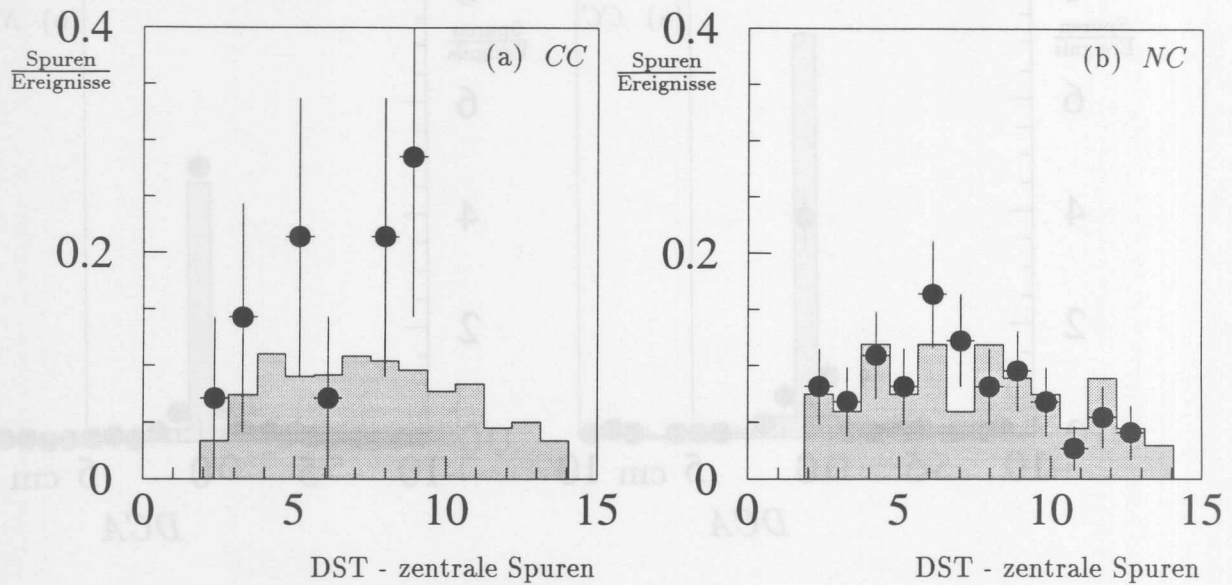 0.4
Spuren
Ereignisse
(a) CC
0.2
0
0 5 10 15
DST - zentrale Spuren
0.4
Spuren
Ereignisse
(b) NC
0.2
0
0 5 10 15
DST - zentrale Spuren